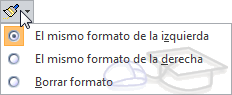 El mismo formato de la izquierda
El mismo formato de la derecha
Borrar formato